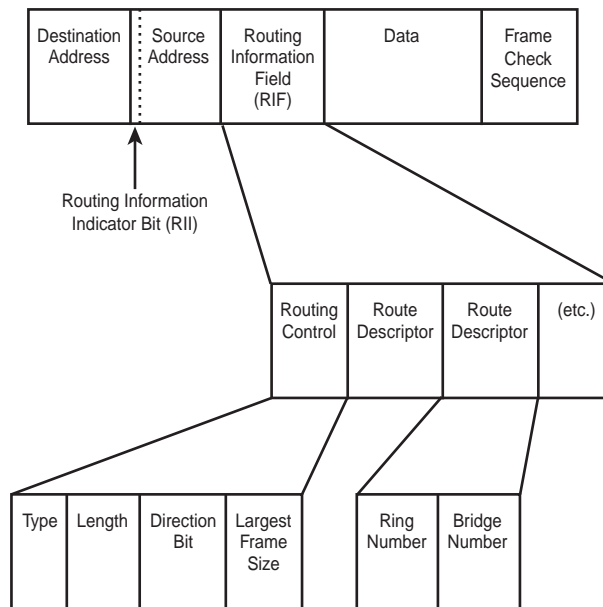 Destination
Address
Source
Address
Routing
Information
Field
(RIF)
Data
Frame
Check
Sequence
Routing Information
Indicator Bit (RII)
Routing
Control
Route
Descriptor
Route
Descriptor
(etc.)
Type
Length
Direction
Bit
Largest
Frame
Size
Ring
Number
Bridge
Number